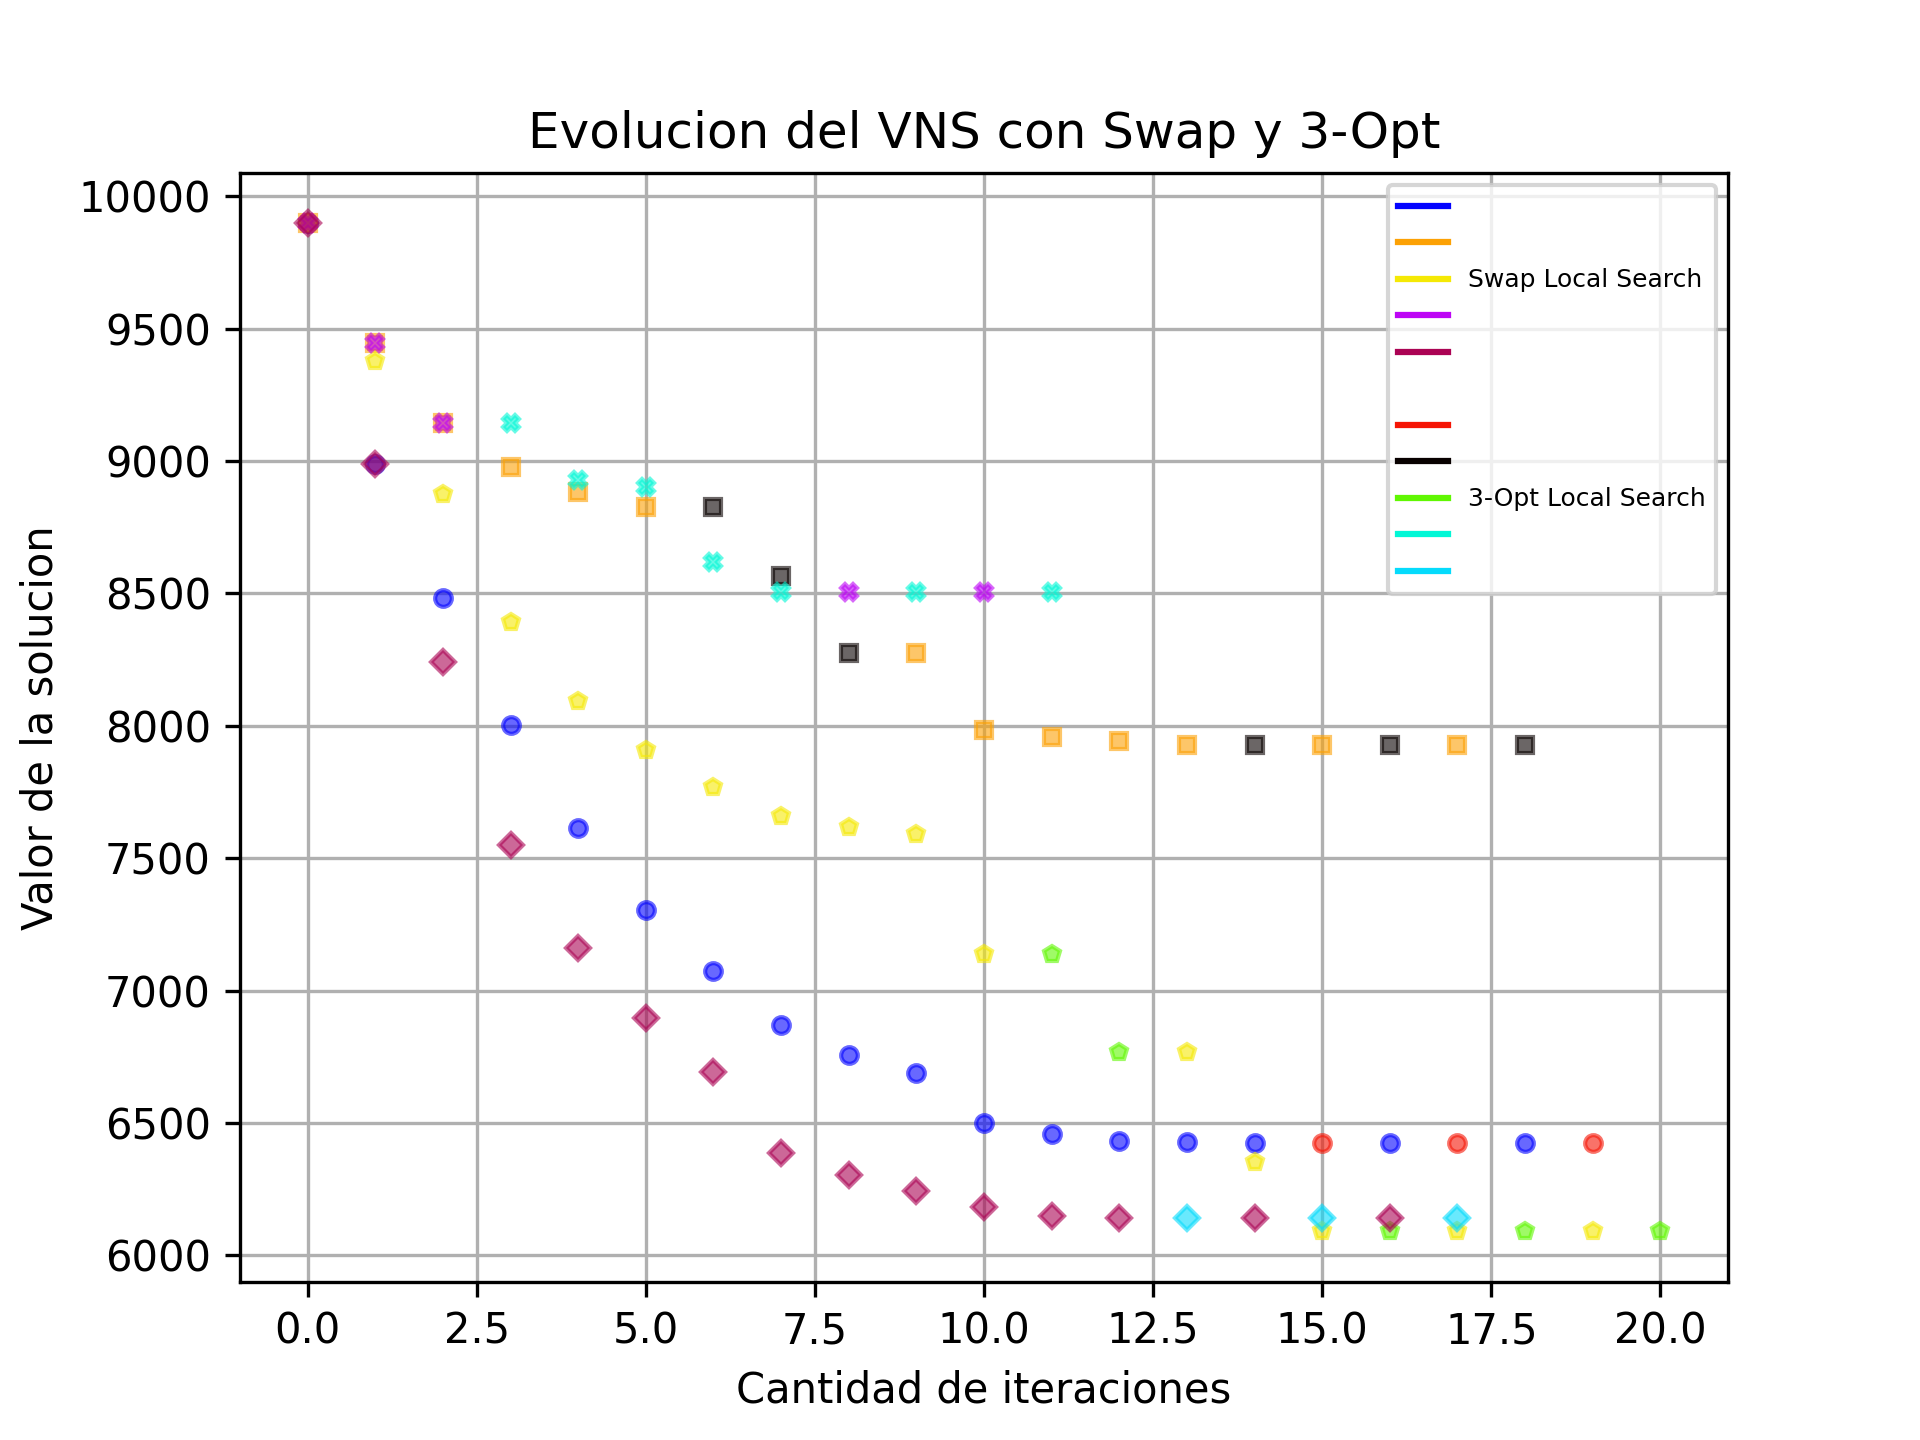 Evolucion del VNS con Swap y 3-Opt
10000
9500
9000
8500
8000
7500
7000
6500
6000
Valor de la solucion
Swap Local Search
3-Opt Local Search
0.0 2.5 5.0 7.5 10.0 12.5 15.0 17.5 20.0
Cantidad de iteraciones